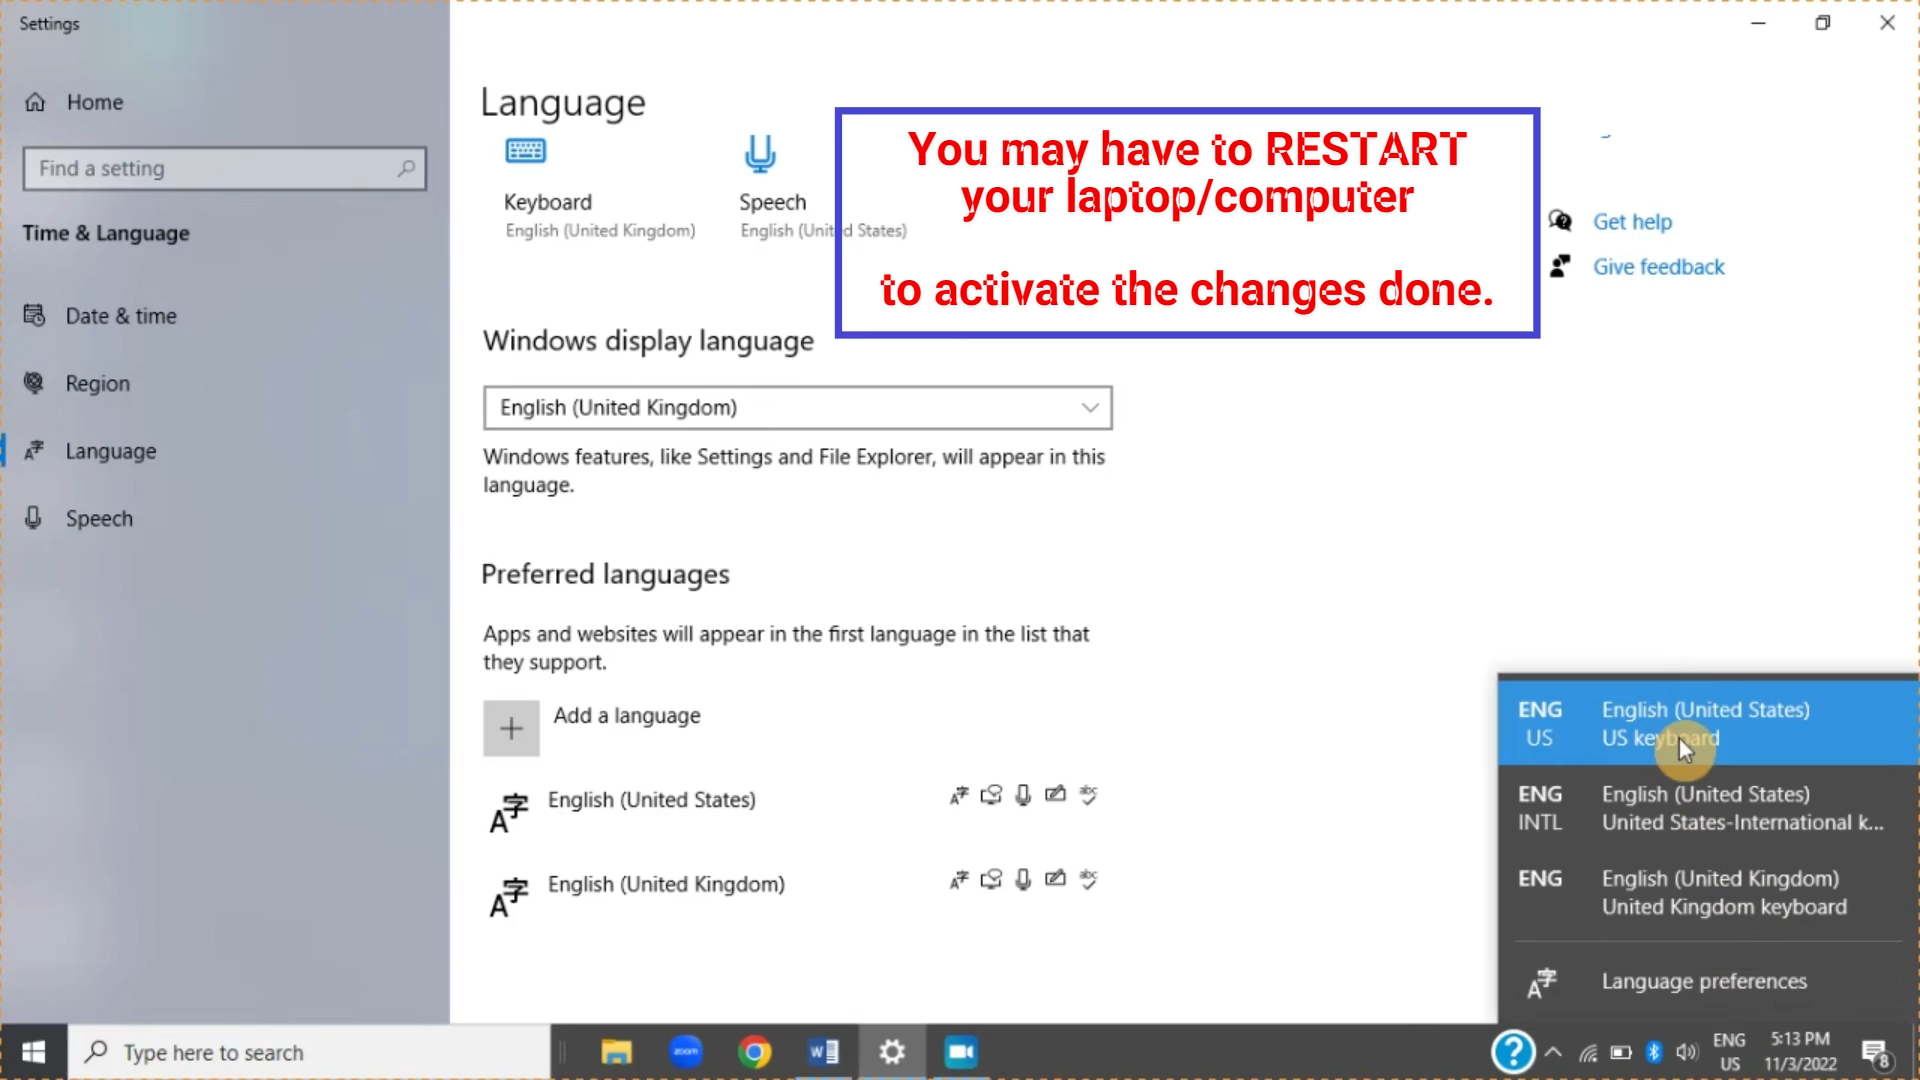 Settings
Home
Find a setting
Time & Language
Date & time
Region
Language
Speech
Language
Keyboard
English (United Kingdom)
Speech
English (United States)
You may have to RESTART
your laptop/computer
to activate the changes done.
Get help
Give feedback
Windows display language
English (United Kingdom)
Windows features, like Settings and File Explorer, will appear in this
language.
Preferred languages
Apps and websites will appear in the first language in the list that
they support.
Add a language
English (United States)
English (United Kingdom)
ENG English (United States)
US US keyboard
ENG English (United States)
INTL United States-International k...
ENG English (United Kingdom)
United Kingdom keyboard
Language preferences
Type here to search
zoom
W
ENG
US
5:13 PM
11/3/2022
8